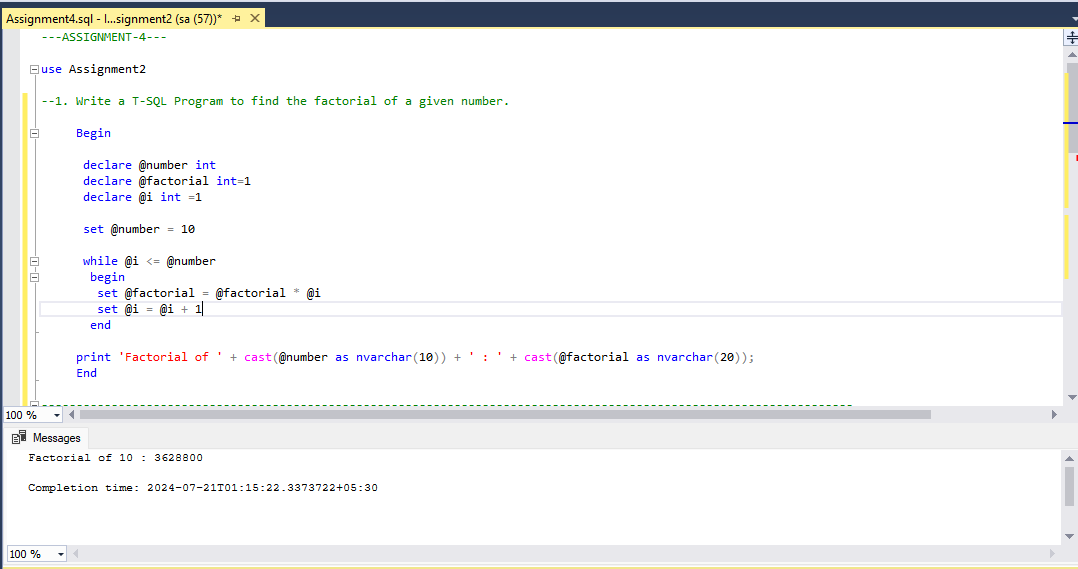 Assignment4.sql - I...signment2 (sa (57))*
---ASSIGNMENT-4---
use Assignment2
--1. Write a T-SQL Program to find the factorial of a given number.
Begin
declare @number int
declare @factorial int=1
declare @i int =1
set @number = 10
while @i <= @number
begin
set @factorial = @factorial * @i
set @i = @i + 1
end
print 'Factorial of ' + cast(@number as nvarchar(10)) + ' : ' + cast(@factorial as nvarchar(20));
End
100 %
Messages
Factorial of 10 : 3628800
Completion time: 2024-07-21T01:15:22.3373722+05:30
100 %